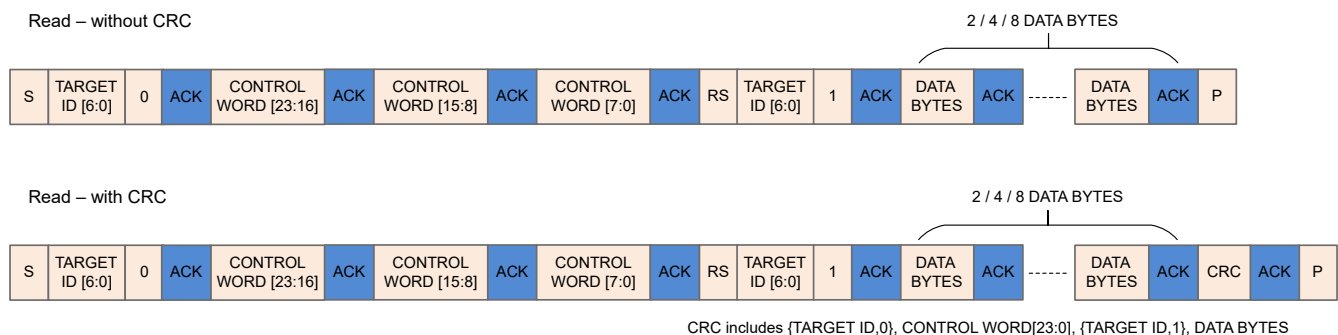 Read – without CRC
2 / 4 / 8 DATA BYTES
S TARGET ID [6:0] 0 ACK CONTROL WORD [23:16] ACK CONTROL WORD [15:8] ACK CONTROL WORD [7:0] ACK RS TARGET ID [6:0] 1 ACK DATA BYTES ACK ------ DATA BYTES ACK P
Read – with CRC
2 / 4 / 8 DATA BYTES
S TARGET ID [6:0] 0 ACK CONTROL WORD [23:16] ACK CONTROL WORD [15:8] ACK CONTROL WORD [7:0] ACK RS TARGET ID [6:0] 1 ACK DATA BYTES ACK ------ DATA BYTES ACK CRC ACK P
CRC includes {TARGET ID,0}, CONTROL WORD[23:0], {TARGET ID,1}, DATA BYTES